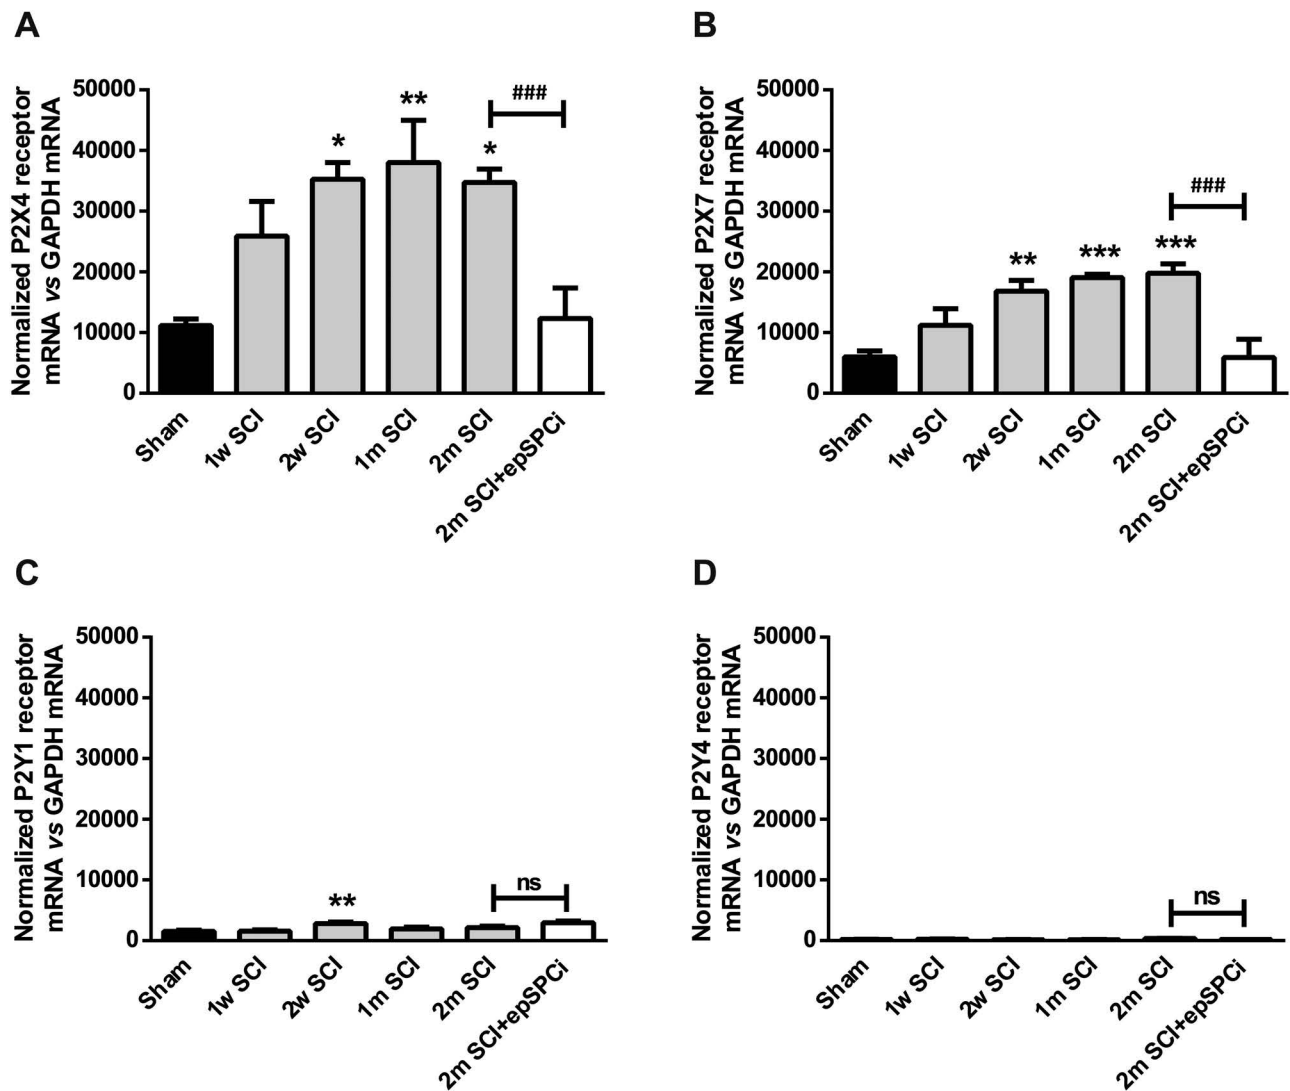 A
Normalized P2X4 receptor
mRNA vs GAPDH mRNA
50000
40000
30000
20000
10000
0
*
**
*
###
Sham
1w SCI
2w SCI
1m SCI
2m SCI
2m SCI+epSPCi
B
Normalized P2X7 receptor
mRNA vs GAPDH mRNA
50000
40000
30000
20000
10000
0
**
***
***
###
Sham
1w SCI
2w SCI
1m SCI
2m SCI
2m SCI+epSPCi
C
Normalized P2Y1 receptor
mRNA vs GAPDH mRNA
50000
40000
30000
20000
10000
0
**
ns
Sham
1w SCI
2w SCI
1m SCI
2m SCI
2m SCI+epSPCi
D
Normalized P2Y4 receptor
mRNA vs GAPDH mRNA
50000
40000
30000
20000
10000
0
ns
Sham
1w SCI
2w SCI
1m SCI
2m SCI
2m SCI+epSPCi